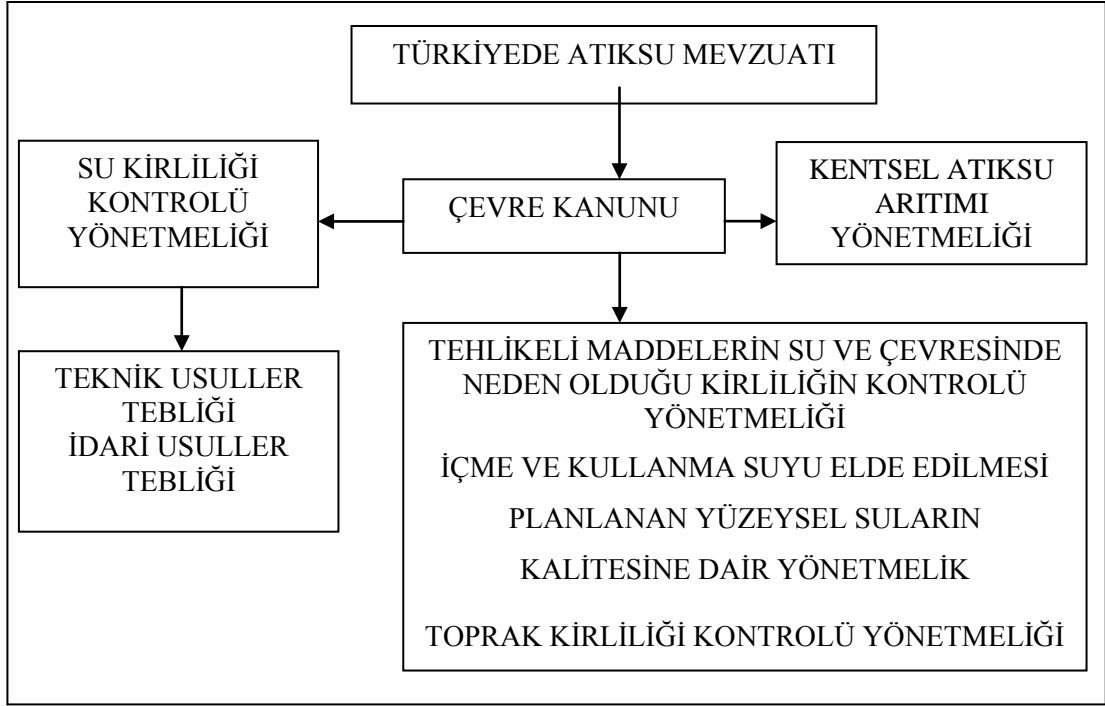 TÜRKİYEDE ATIKSU MEVZUATI
SU KİRLİLİĞİ
KONTROLÜ
YÖNETMELİĞİ
ÇEVRE KANUNU
KENTSEL ATIKSU
ARITIMI
YÖNETMELİĞİ
TEKNİK USULLER
TEBLİĞİ
İDARİ USULLER
TEBLİĞİ
TEHLİKELİ MADDELERİN SU VE ÇEVRESİNDE
NEDEN OLDUĞU KİRLİLİĞİN KONTROLÜ
YÖNETMELİĞİ
İÇME VE KULLANMA SUYU ELDE EDİLMESİ
PLANLANAN YÜZEYSEL SULARIN
KALİTESİNE DAİR YÖNETMELİK
TOPRAK KİRLİLİĞİ KONTROLÜ YÖNETMELİĞİ